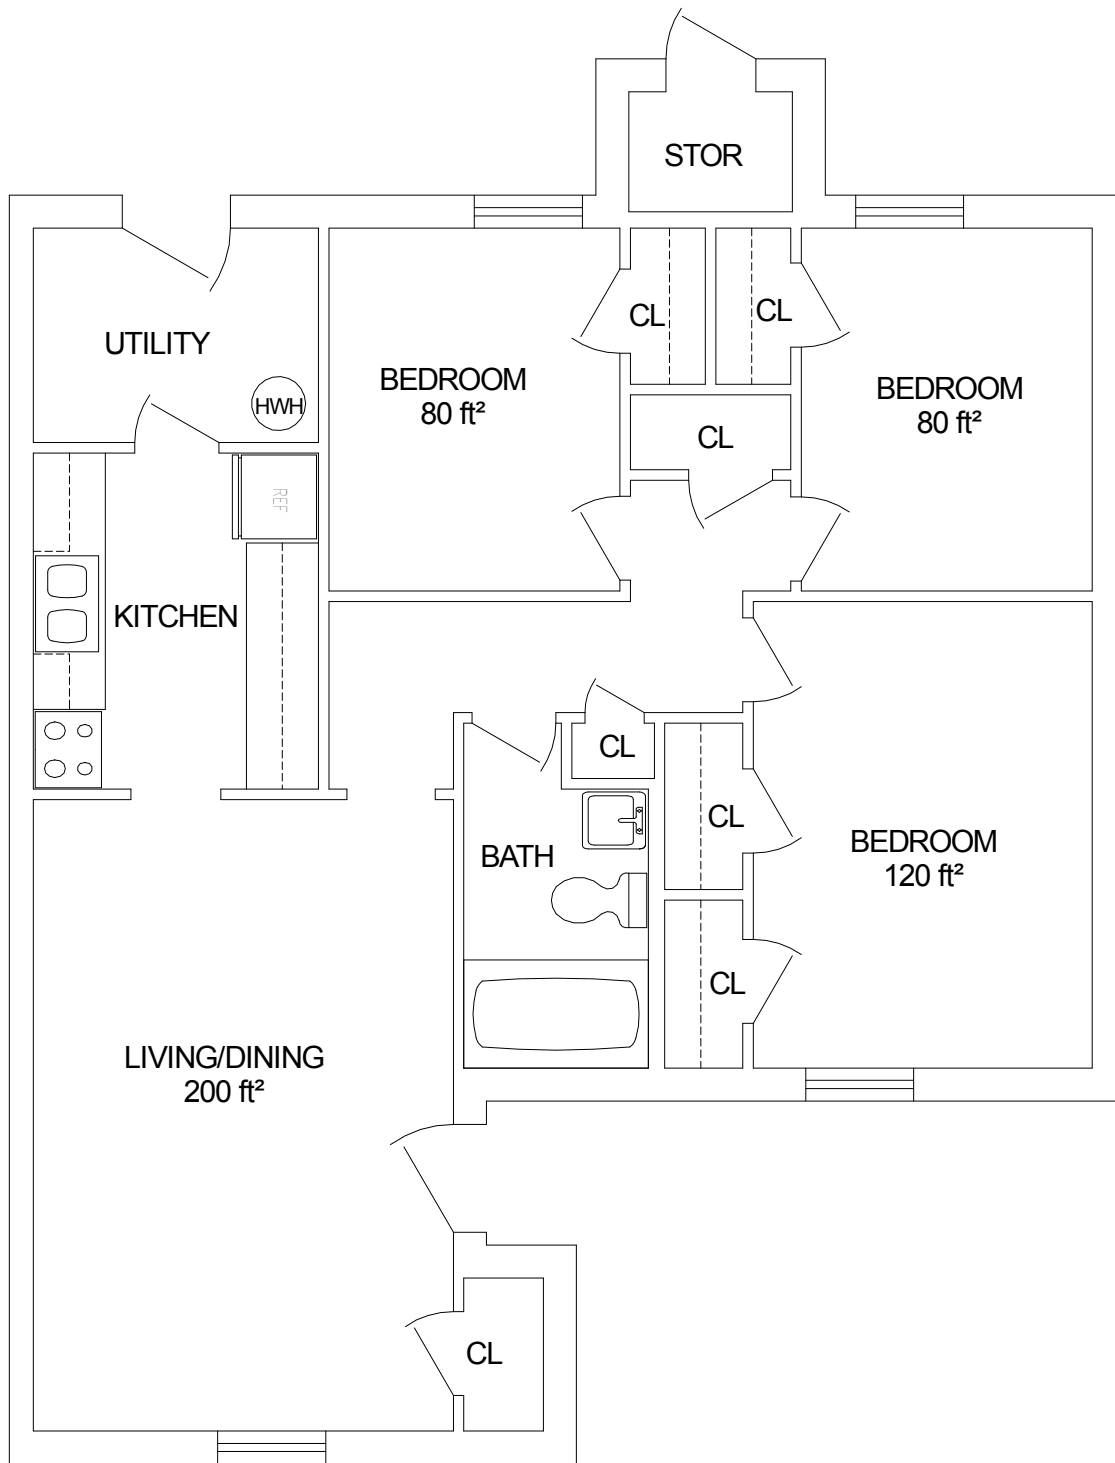 STOR
CL
CL
UTILITY
BEDROOM
80 ft²
BEDROOM
80 ft²
HWH
CL
REF
KITCHEN
CL
CL
BEDROOM
120 ft²
BATH
CL
LIVING/DINING
200 ft²
CL